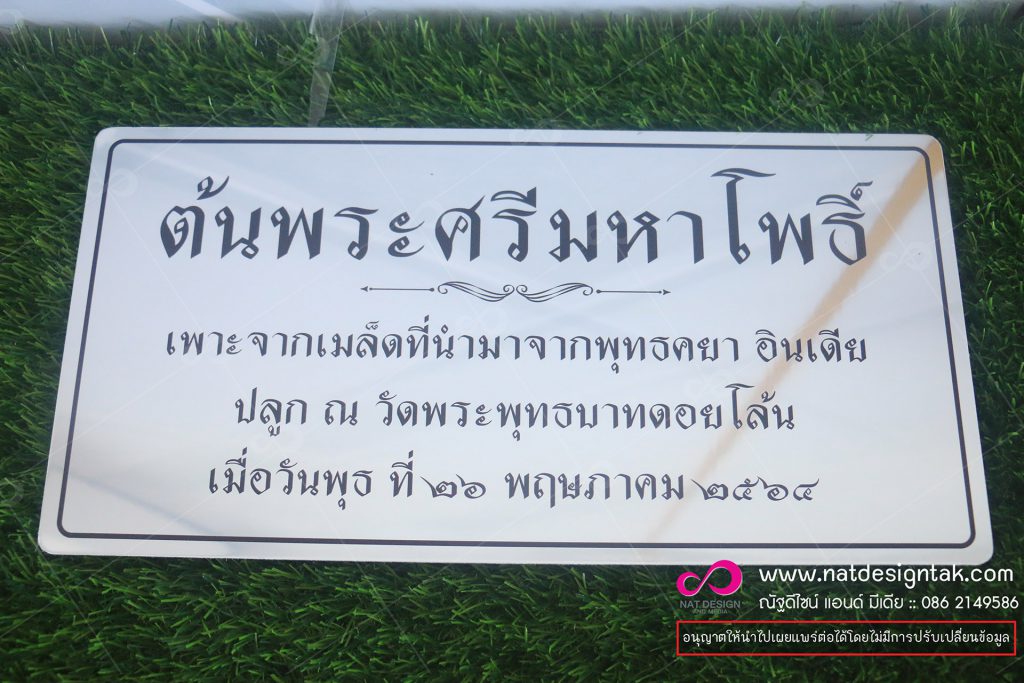 ต้นพระศรีมหาโพธิ์
เพาะจากเมล็ดที่นำมาจากพุทธคยา อินเดีย
ปลูก ณ วัดพระพุทธบาทดอยโล้น
เมื่อวันพุธ ที่ ๒๖ พฤษภาคม ๒๕๖๔
www.natdesigntak.com
NAT DESIGN
AND MEDIA
ณัฐดีไซน์ แอนด์ มีเดีย :: 086 2149586
อนุญาตให้นำไปเผยแพร่ต่อได้โดยไม่มีการปรับเปลี่ยนข้อมูล